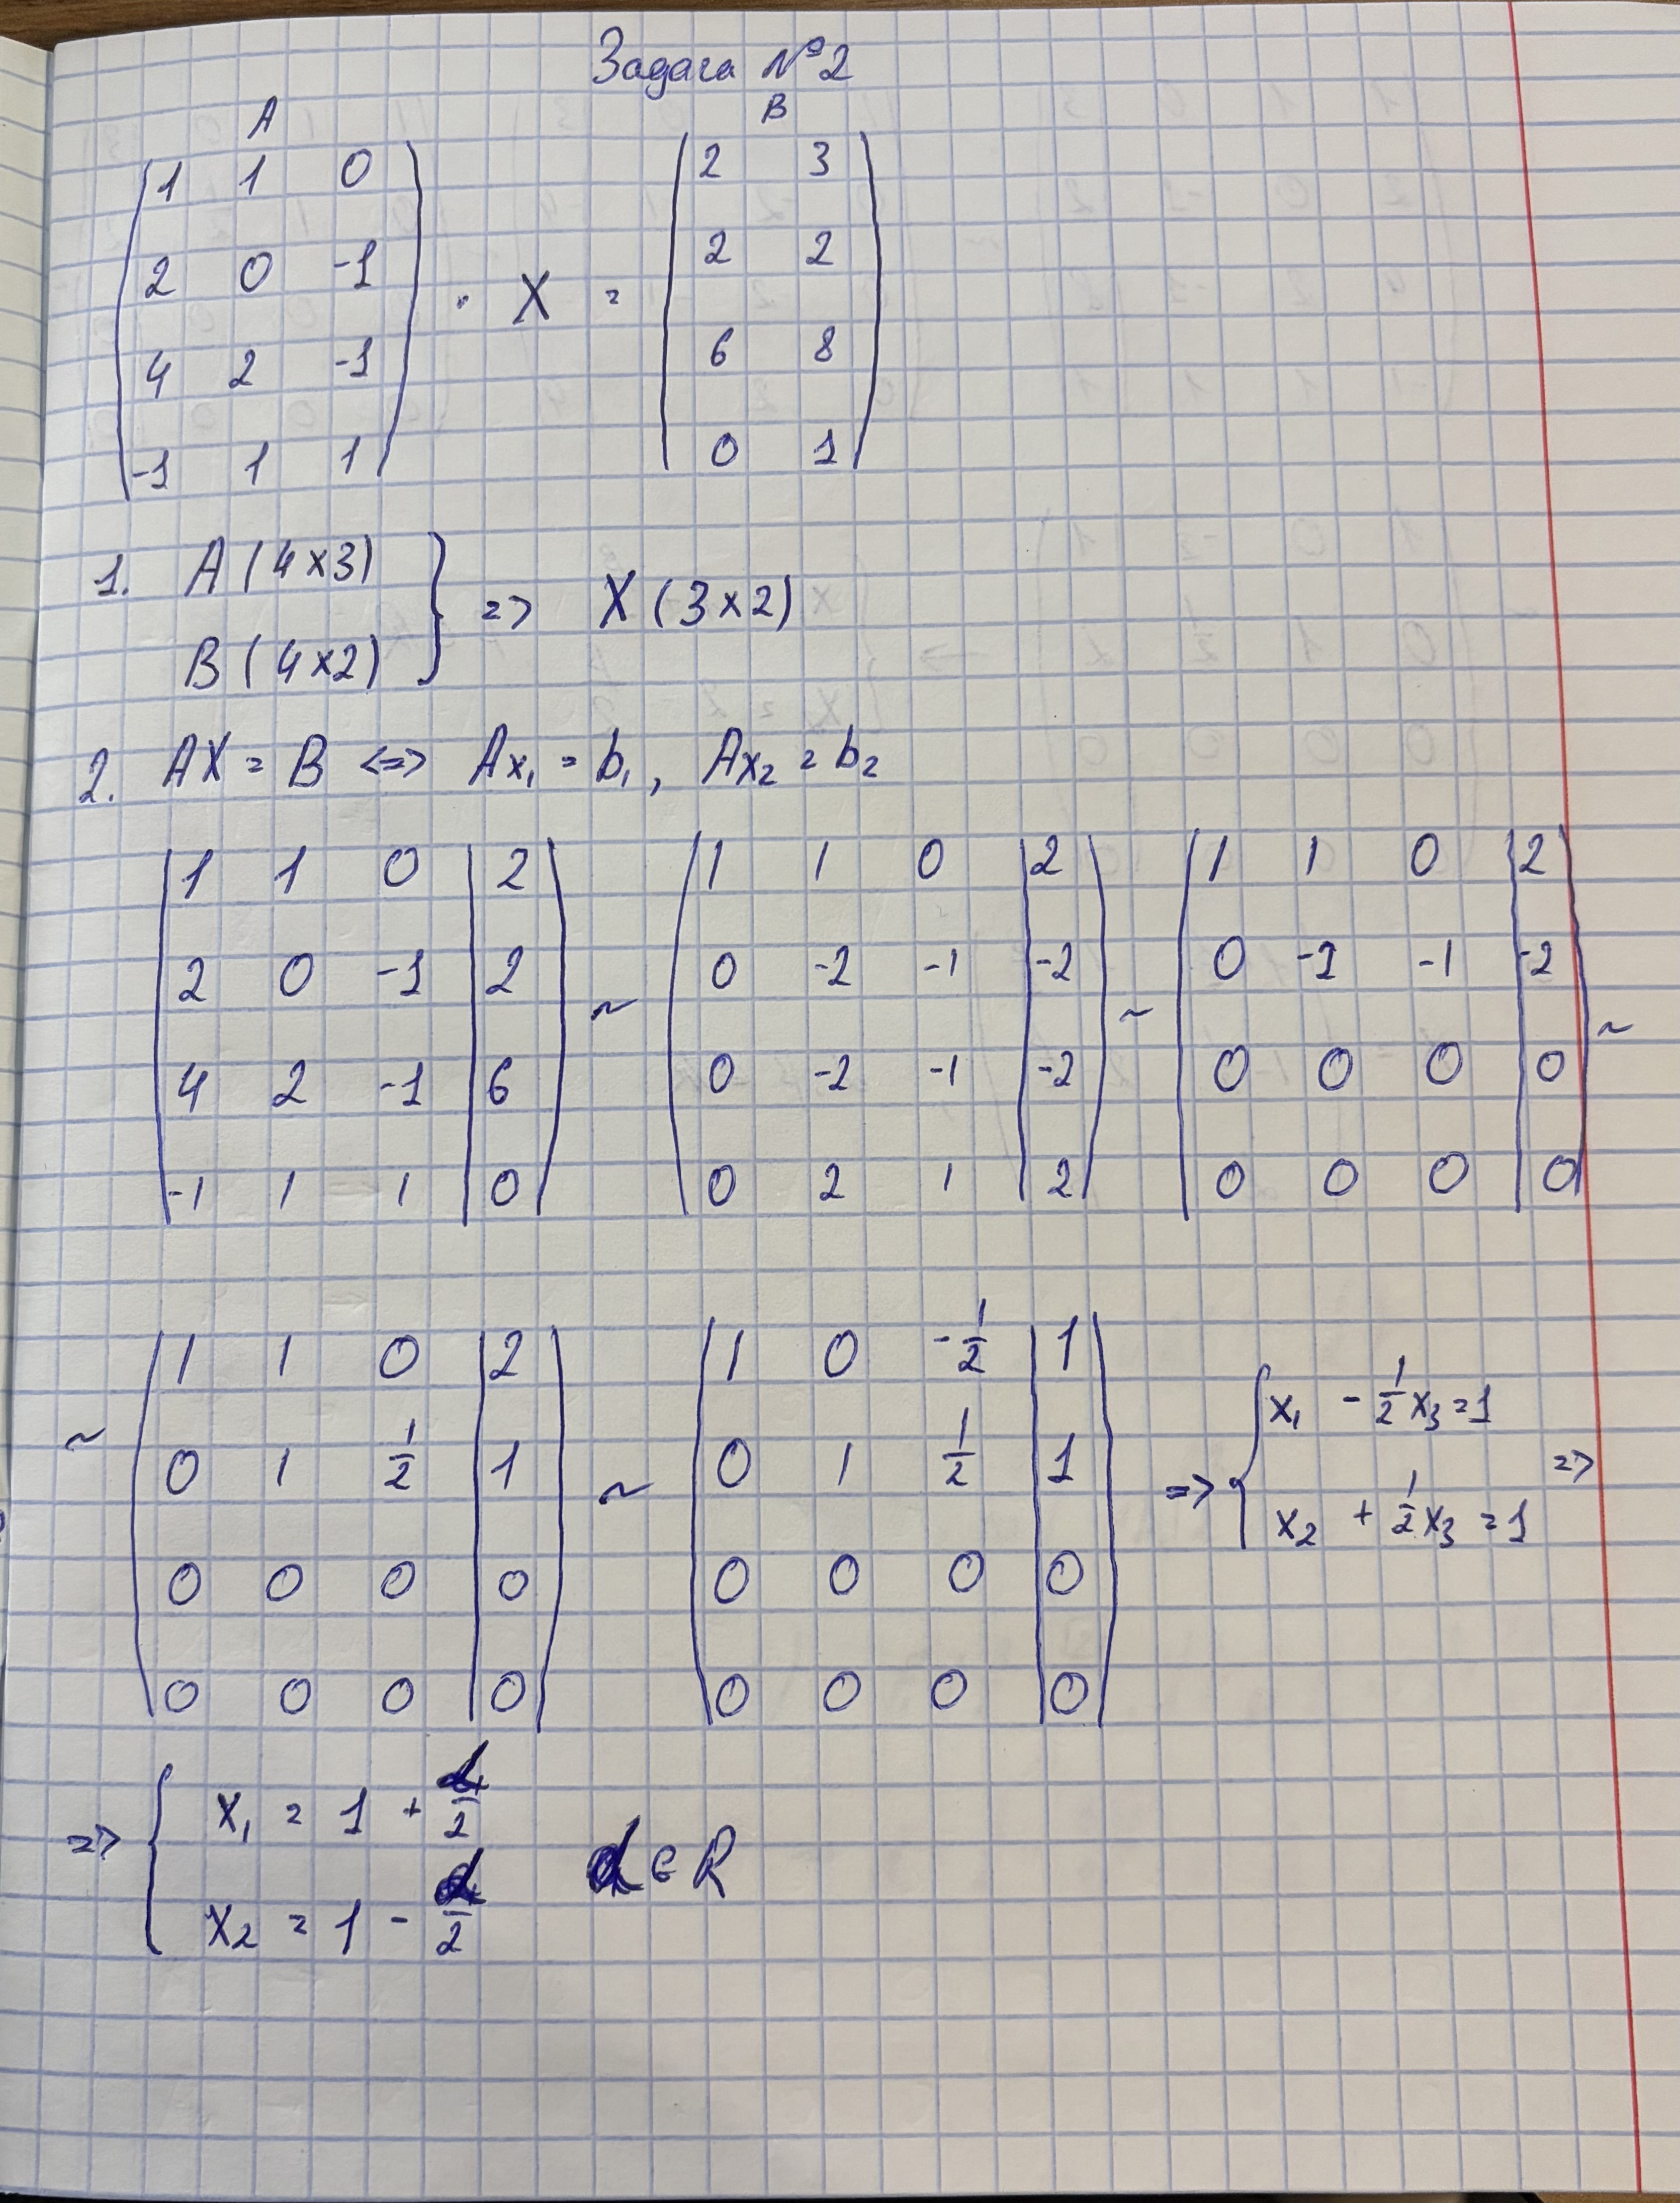 Задача №2
A B
1 1 0 2 3
2 0 -1 2 2
· X =
4 2 -1 6 8
-1 1 1 0 1
1. A (4×3)
B (4×2) } => X (3×2)
2. AX = B <=> Ax₁ = b₁, Ax₂ = b₂
( 1 1 0 | 2 ) ( 1 1 0 | 2 ) ( 1 1 0 | 2 )
( 2 0 -1 | 2 ) ~ ( 0 -2 -1 | -2 ) ~ ( 0 -2 -1 | -2 ) ~
( 4 2 -1 | 6 ) ( 0 -2 -1 | -2 ) ( 0 0 0 | 0 )
( -1 1 1 | 0 ) ( 0 2 1 | 2 ) ( 0 0 0 | 0 )
( 1 1 0 | 2 ) ( 1 0 -1/2 | 1 ) { x₁ - 1/2 x₃ = 1
~ ( 0 1 1/2 | 1 ) ~ ( 0 1 1/2 | 1 ) => { x₂ + 1/2 x₃ = 1 =>
( 0 0 0 | 0 ) ( 0 0 0 | 0 )
( 0 0 0 | 0 ) ( 0 0 0 | 0 )
=> { x₁ = 1 + α/2
{ x₂ = 1 - α/2 α ∈ R